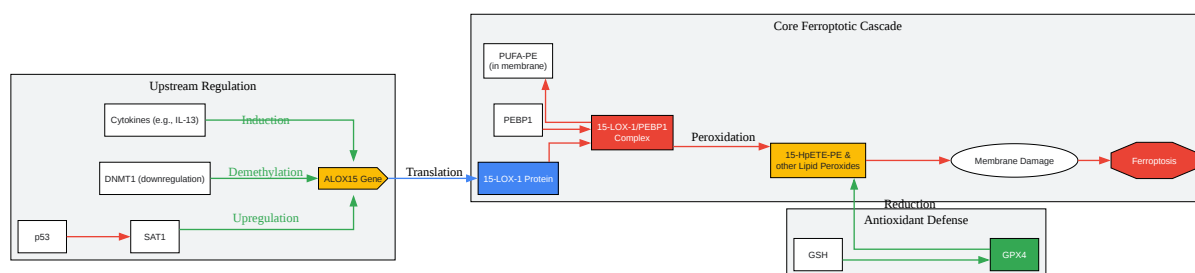 Core Ferroptotic Cascade
PUFA-PE
(in membrane)
PEBP1
15-LOX-1/PEBP1
Complex
Peroxidation
15-HpETE-PE &
other Lipid Peroxides
Membrane Damage
Ferroptosis
15-LOX-1 Protein
Upstream Regulation
Cytokines (e.g., IL-13)
Induction
DNMT1 (downregulation)
Demethylation
ALOX15 Gene
Translation
p53
SAT1
Upregulation
Reduction
Antioxidant Defense
GSH
GPX4